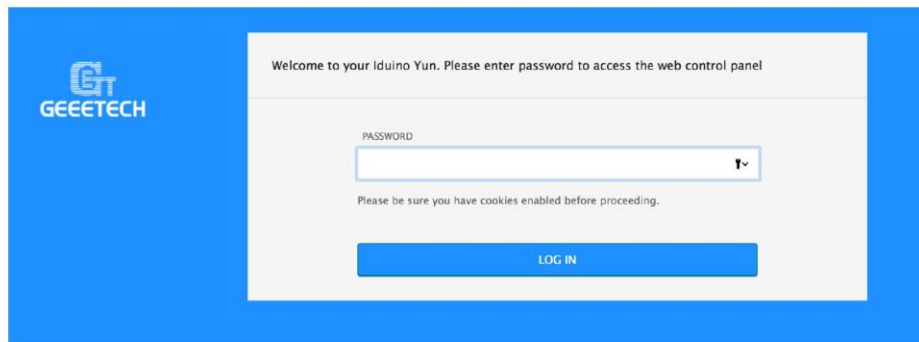 GETT
GEEETECH
Welcome to your Iduino Yun. Please enter password to access the web control panel
PASSWORD
Please be sure you have cookies enabled before proceeding.
LOG IN